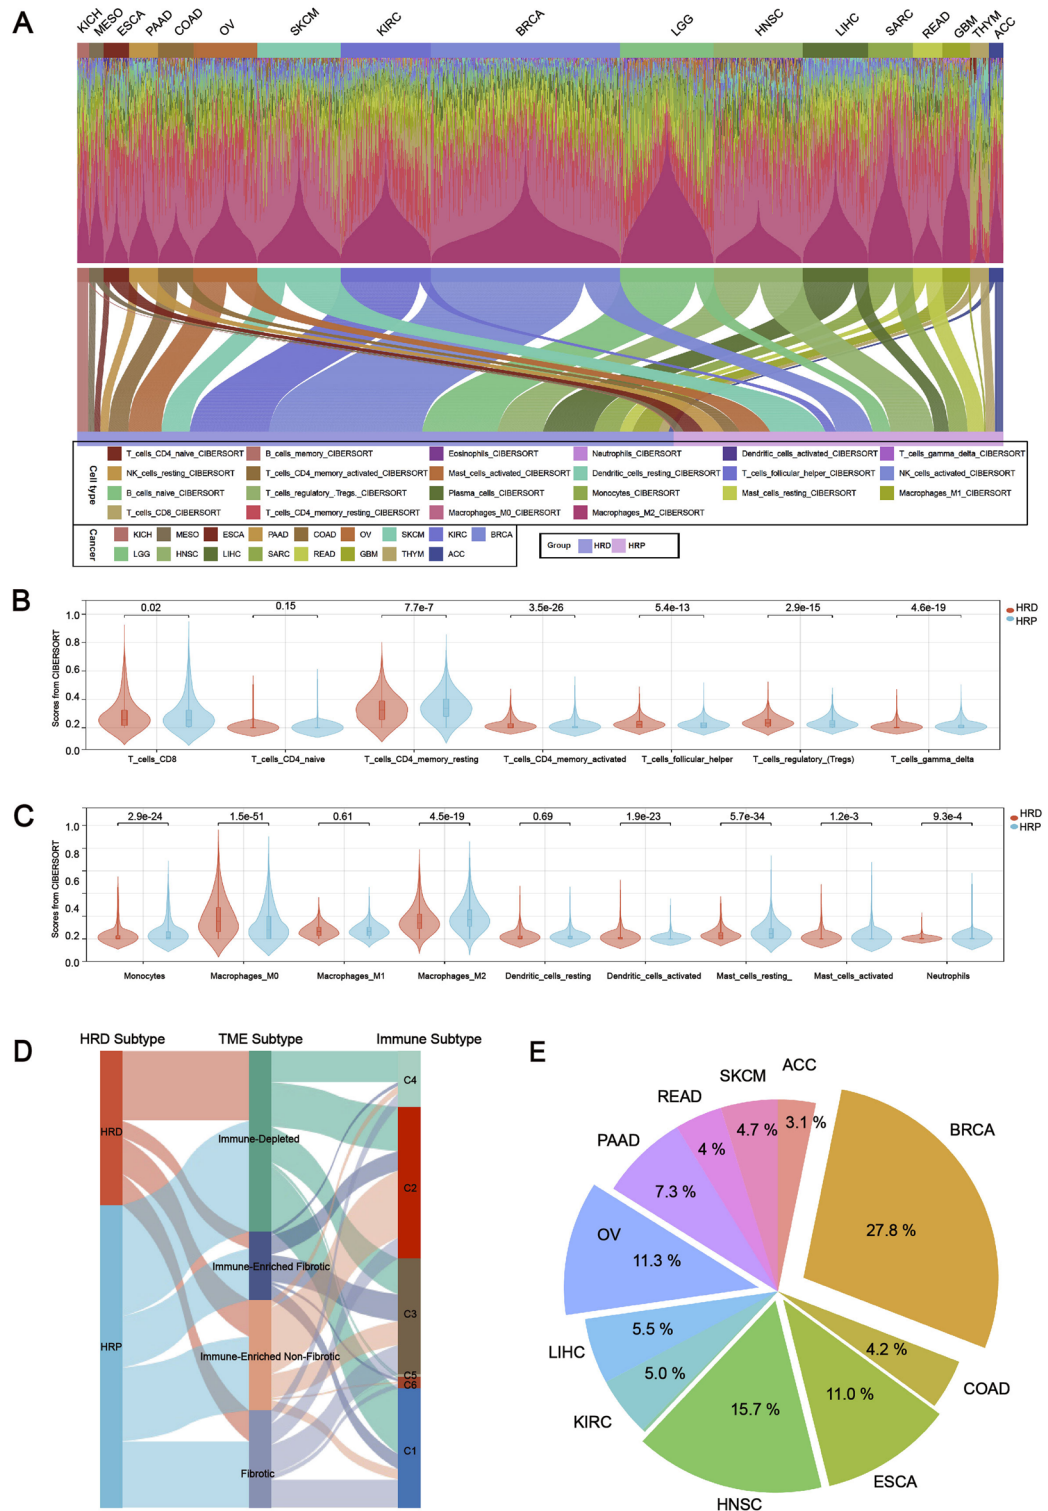 A
KICH MESO ESCA PAAD COAD OV SKCM KIRC BRCA LGG HNSC LIHC SARC READ GBM THYM ACC
Cell type
T_cells_CD4_naive_CIBERSORT B_cells_memory_CIBERSORT Eosinophils_CIBERSORT Neutrophils_CIBERSORT Dendritic_cells_activated_CIBERSORT T_cells_gamma_delta_CIBERSORT
NK_cells_resting_CIBERSORT T_cells_CD4_memory_activated_CIBERSORT Mast_cells_activated_CIBERSORT Dendritic_cells_resting_CIBERSORT T_cells_follicular_helper_CIBERSORT NK_cells_activated_CIBERSORT
B_cells_naive_CIBERSORT T_cells_regulatory_.Tregs._CIBERSORT Plasma_cells_CIBERSORT Monocytes_CIBERSORT Mast_cells_resting_CIBERSORT Macrophages_M1_CIBERSORT
T_cells_CD8_CIBERSORT T_cells_CD4_memory_resting_CIBERSORT Macrophages_M0_CIBERSORT Macrophages_M2_CIBERSORT
Cancer
KICH MESO ESCA PAAD COAD OV SKCM KIRC BRCA
LGG HNSC LIHC SARC READ GBM THYM ACC
Group HRD HRP
B
0.02 0.15 7.7e-7 3.5e-26 5.4e-13 2.9e-15 4.6e-19
HRD
HRP
Scores from CIBERSORT
1.0
0.8
0.6
0.4
0.2
0.0
T_cells_CD8 T_cells_CD4_naive T_cells_CD4_memory_resting T_cells_CD4_memory_activated T_cells_follicular_helper T_cells_regulatory_(Tregs) T_cells_gamma_delta
C
2.9e-24 1.5e-51 0.61 4.5e-19 0.69 1.9e-23 5.7e-34 1.2e-3 9.3e-4
HRD
HRP
Scores from CIBERSORT
1.0
0.8
0.6
0.4
0.2
0.0
Monocytes Macrophages_M0 Macrophages_M1 Macrophages_M2 Dendritic_cells_resting Dendritic_cells_activated Mast_cells_resting_ Mast_cells_activated Neutrophils
D
HRD Subtype TME Subtype Immune Subtype
HRD
HRP
Immune-Depleted
Immune-Enriched Fibrotic
Immune-Enriched Non-Fibrotic
Fibrotic
C4
C2
C3
C5
C6
C1
E
ACC
3.1 %
BRCA
27.8 %
COAD
4.2 %
ESCA
11.0 %
HNSC
15.7 %
KIRC
5.0 %
LIHC
5.5 %
OV
11.3 %
PAAD
7.3 %
READ
4 %
SKCM
4.7 %